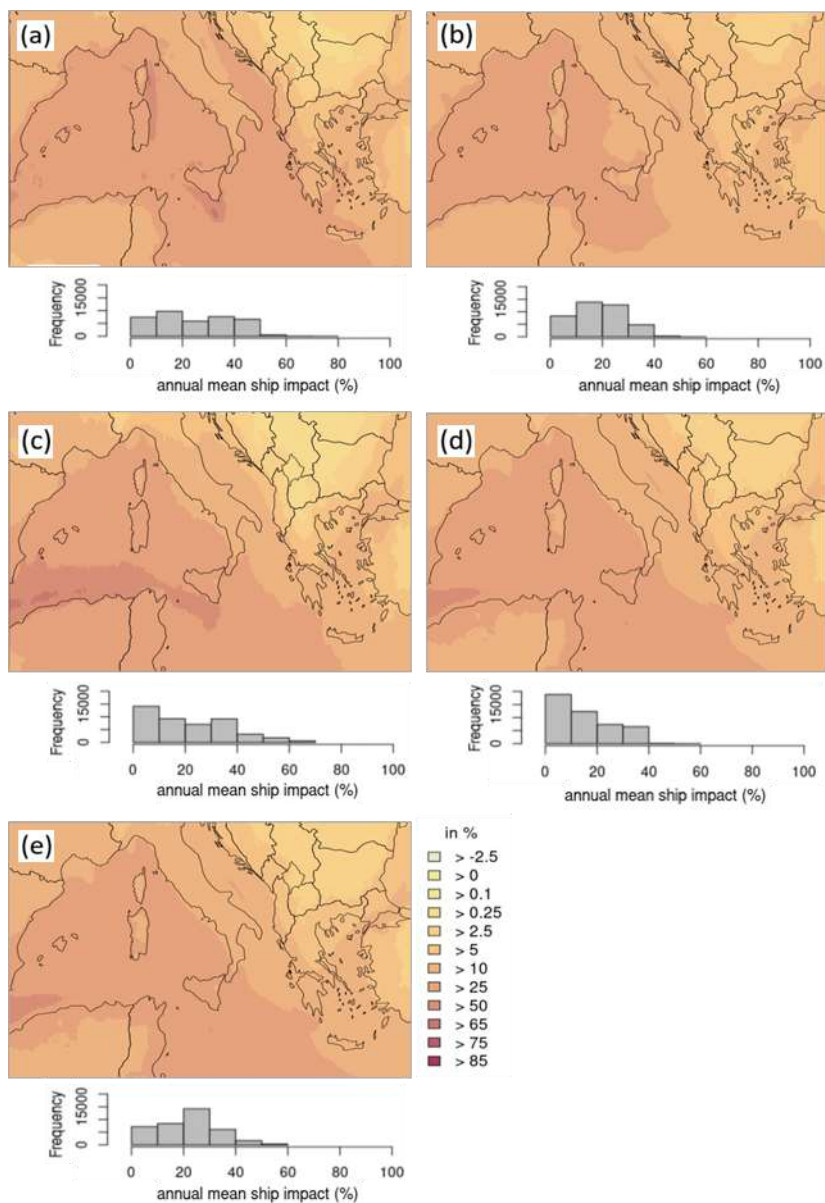 (a)
(b)
Frequency
0 15000
0 20 40 60 80 100
annual mean ship impact (%)
Frequency
0 15000
0 20 40 60 80 100
annual mean ship impact (%)
(c)
(d)
Frequency
0 15000
0 20 40 60 80 100
annual mean ship impact (%)
Frequency
0 15000
0 20 40 60 80 100
annual mean ship impact (%)
(e)
in %
> -2.5
> 0
> 0.1
> 0.25
> 2.5
> 5
> 10
> 25
> 50
> 65
> 75
> 85
Frequency
0 15000
0 20 40 60 80 100
annual mean ship impact (%)